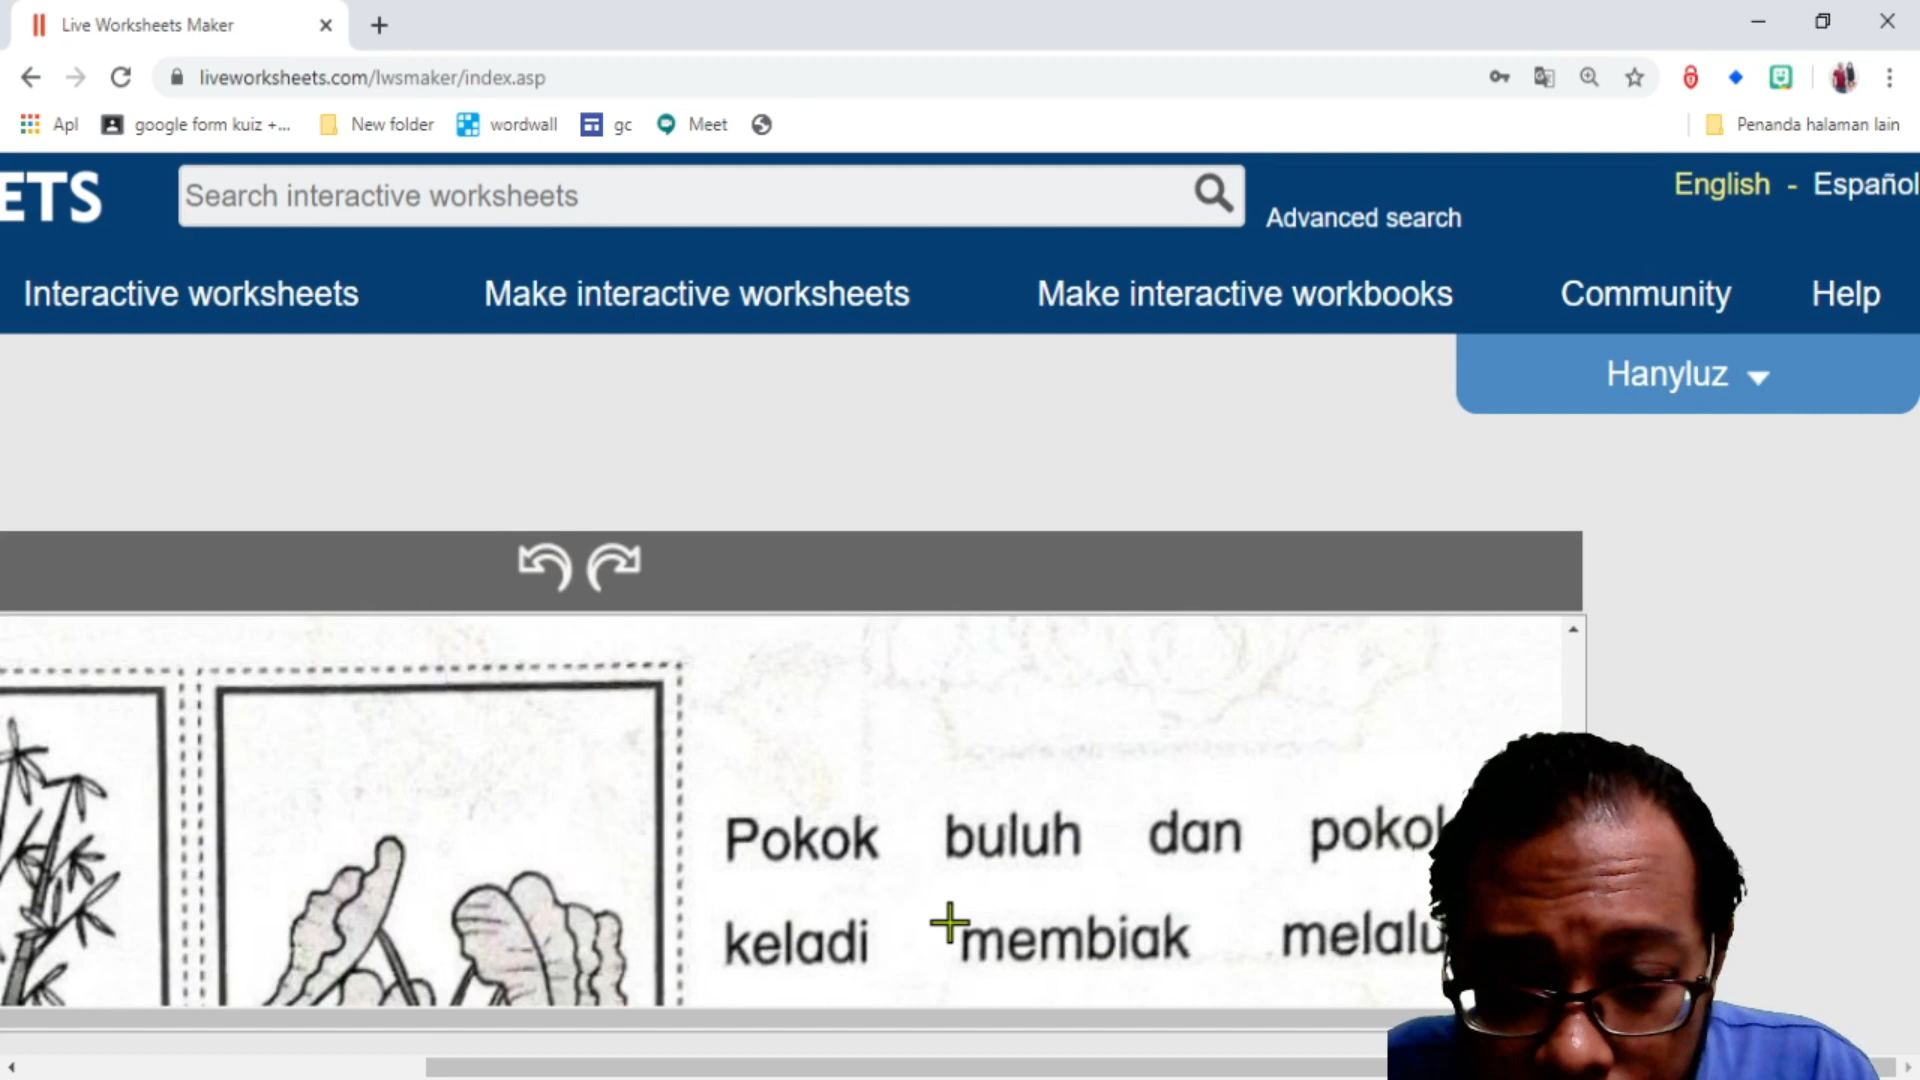 Live Worksheets Maker
liveworksheets.com/lwsmaker/index.asp
Apl google form kuiz +... New folder wordwall gc Meet Penanda halaman lain
ETS Search interactive worksheets Advanced search English - Español
Interactive worksheets Make interactive worksheets Make interactive workbooks Community Help
Hanyluz
Pokok buluh dan pokok
keladi membiak melalu